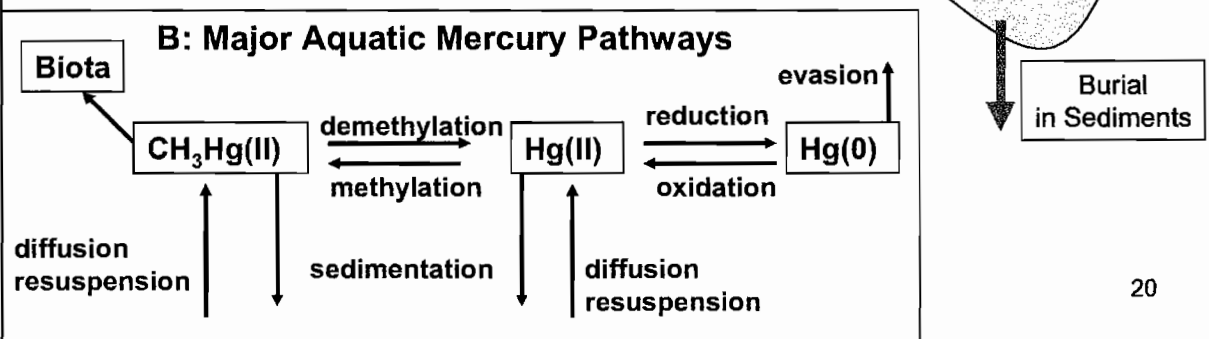 B: Major Aquatic Mercury Pathways
Biota
evasion
Burial
in Sediments
demethylation
reduction
CH₃Hg(II)
Hg(II)
Hg(0)
methylation
oxidation
diffusion
resuspension
sedimentation
diffusion
resuspension
20